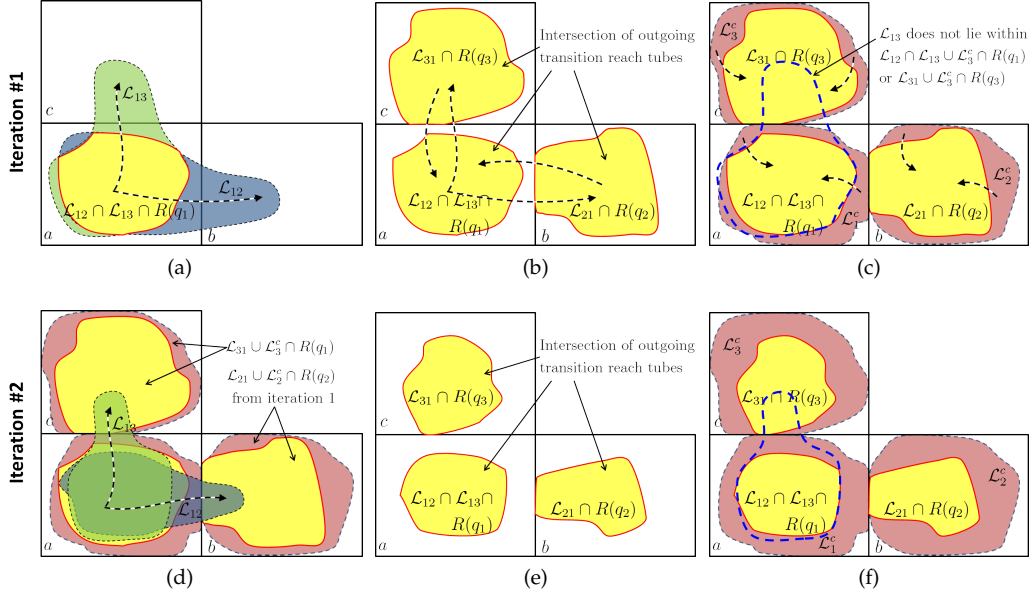 Iteration #1
c
ℒ₁₃
ℒ₁₂
ℒ₁₂ ∩ ℒ₁₃ ∩ R(q₁)
a
b
(a)
ℒ₃₁ ∩ R(q₃)
Intersection of outgoing
transition reach tubes
c
ℒ₁₂ ∩ ℒ₁₃∩
R(q₁)
ℒ₂₁ ∩ R(q₂)
a
b
(b)
ℒ₃ᶜ
ℒ₃₁ ∩ R(q₃)
ℒ₁₃ does not lie within
ℒ₁₂ ∩ ℒ₁₃ ∪ ℒ₃ᶜ ∩ R(q₁)
or ℒ₃₁ ∪ ℒ₃ᶜ ∩ R(q₃)
c
ℒ₁₂ ∩ ℒ₁₃∩
R(q₁)
ℒ₁ᶜ
ℒ₂ᶜ
ℒ₂₁ ∩ R(q₂)
a
b
(c)
Iteration #2
ℒ₃₁ ∪ ℒ₃ᶜ ∩ R(q₁)
ℒ₂₁ ∪ ℒ₂ᶜ ∩ R(q₂)
from iteration 1
c
ℒ₁₃
ℒ₁₂
a
b
(d)
Intersection of outgoing
transition reach tubes
ℒ₃₁ ∩ R(q₃)
c
ℒ₁₂ ∩ ℒ₁₃∩
R(q₁)
ℒ₂₁ ∩ R(q₂)
a
b
(e)
ℒ₃ᶜ
ℒ₃₁ ∩ R(q₃)
c
ℒ₁₂ ∩ ℒ₁₃∩
R(q₁)
ℒ₁ᶜ
ℒ₂ᶜ
ℒ₂₁ ∩ R(q₂)
a
b
(f)